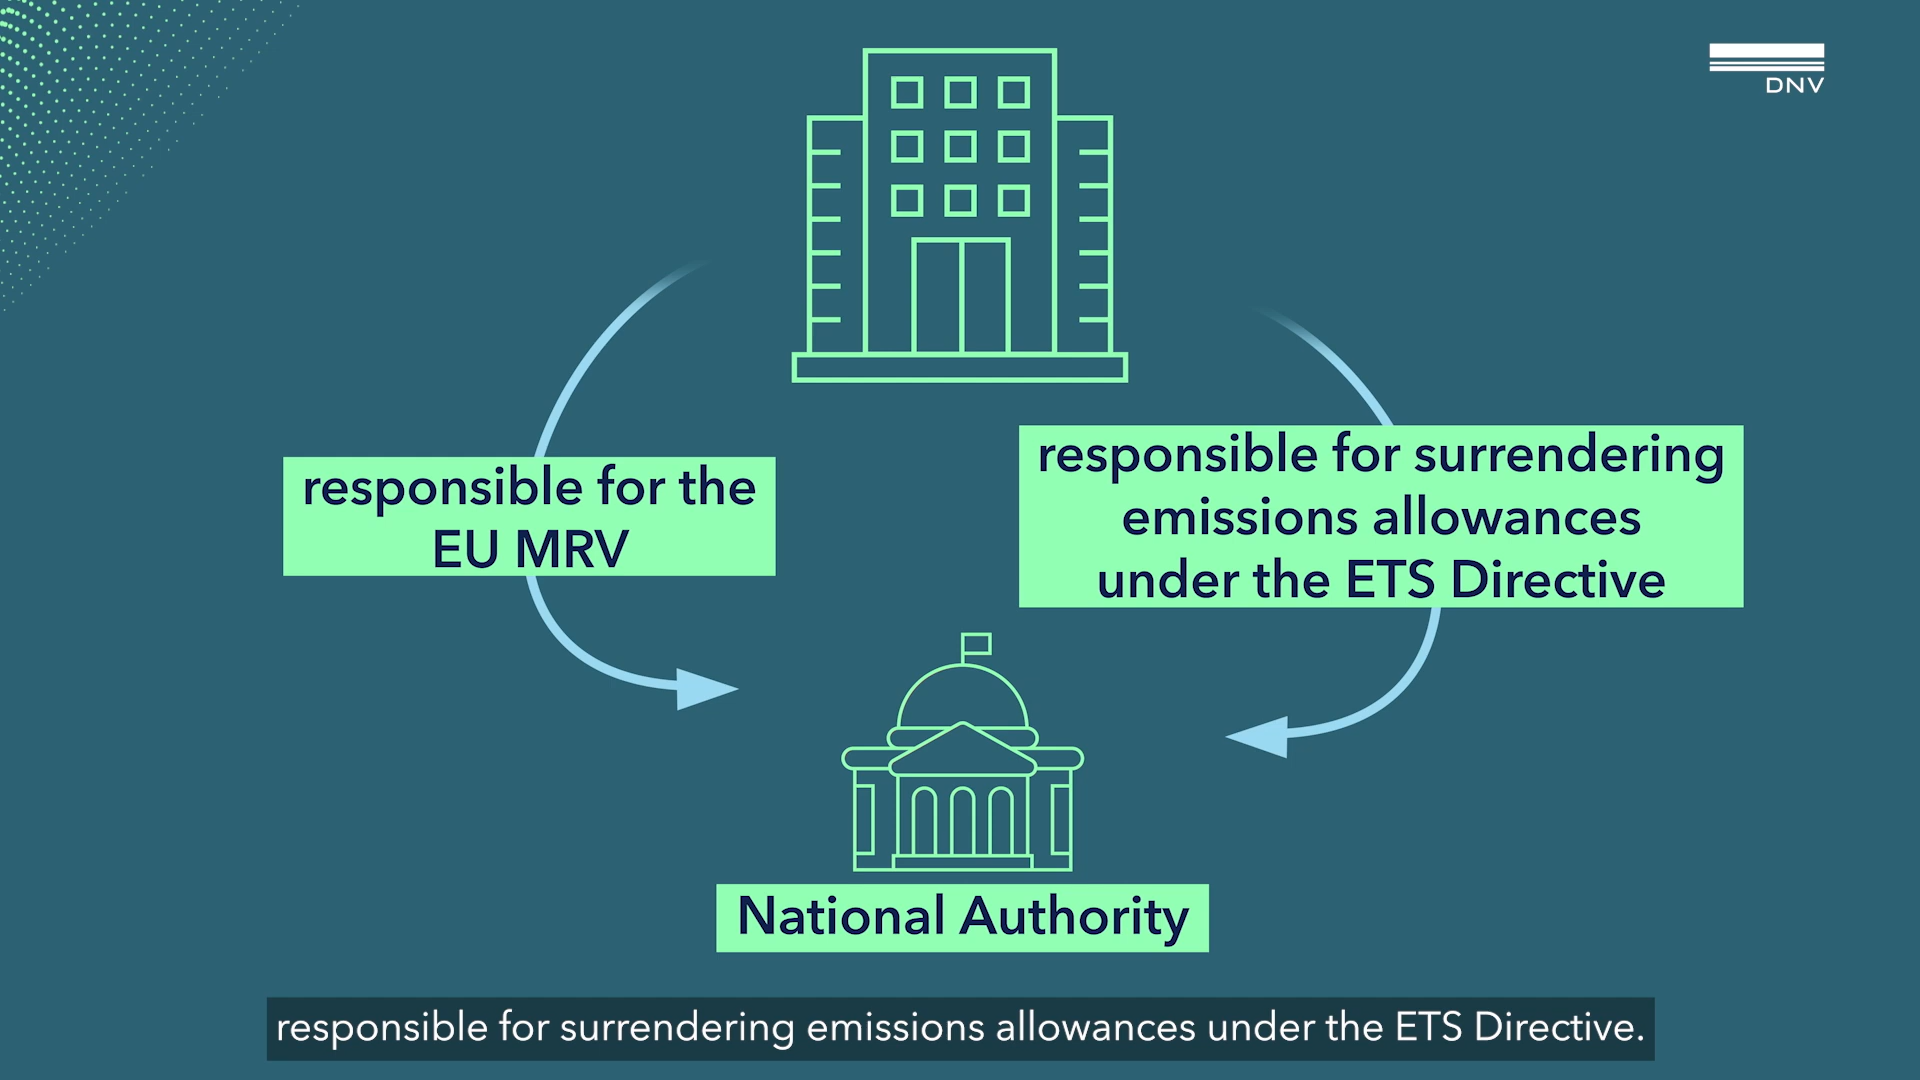 DNV
responsible for the
EU MRV
responsible for surrendering
emissions allowances
under the ETS Directive
National Authority
responsible for surrendering emissions allowances under the ETS Directive.